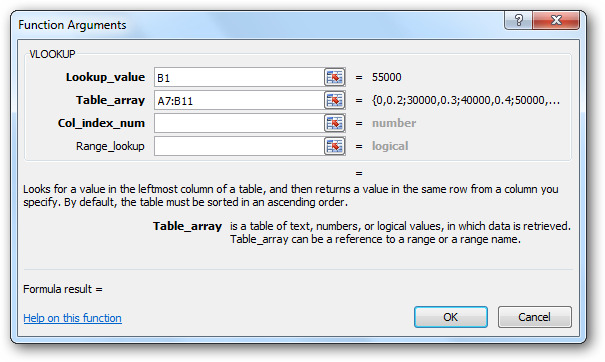 Function Arguments
VLOOKUP
Lookup_value B1 = 55000
Table_array A7:B11 = {0,0.2;30000,0.3;40000,0.4;50000,...
Col_index_num = number
Range_lookup = logical
=
Looks for a value in the leftmost column of a table, and then returns a value in the same row from a column you
specify. By default, the table must be sorted in an ascending order.
Table_array is a table of text, numbers, or logical values, in which data is retrieved.
Table_array can be a reference to a range or a range name.
Formula result =
Help on this function OK Cancel